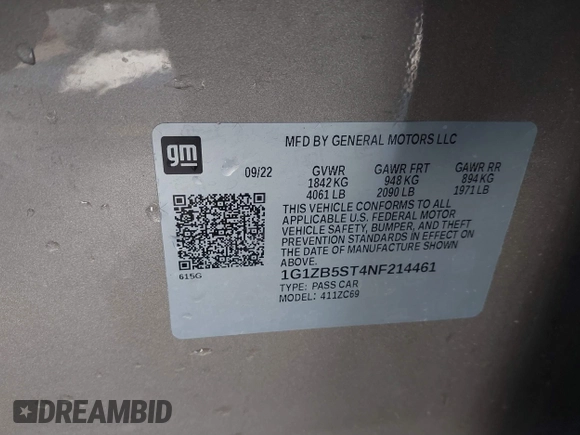 gm
MFD BY GENERAL MOTORS LLC
09/22 GVWR GAWR FRT GAWR RR
1842 KG 948 KG 894 KG
4061 LB 2090 LB 1971 LB
THIS VEHICLE CONFORMS TO ALL
APPLICABLE U.S. FEDERAL MOTOR
VEHICLE SAFETY, BUMPER, AND THEFT
PREVENTION STANDARDS IN EFFECT ON
THE DATE OF MANUFACTURE SHOWN
ABOVE.
615G
1G1ZB5ST4NF214461
TYPE: PASS CAR
MODEL: 411ZC69
DREAMBID